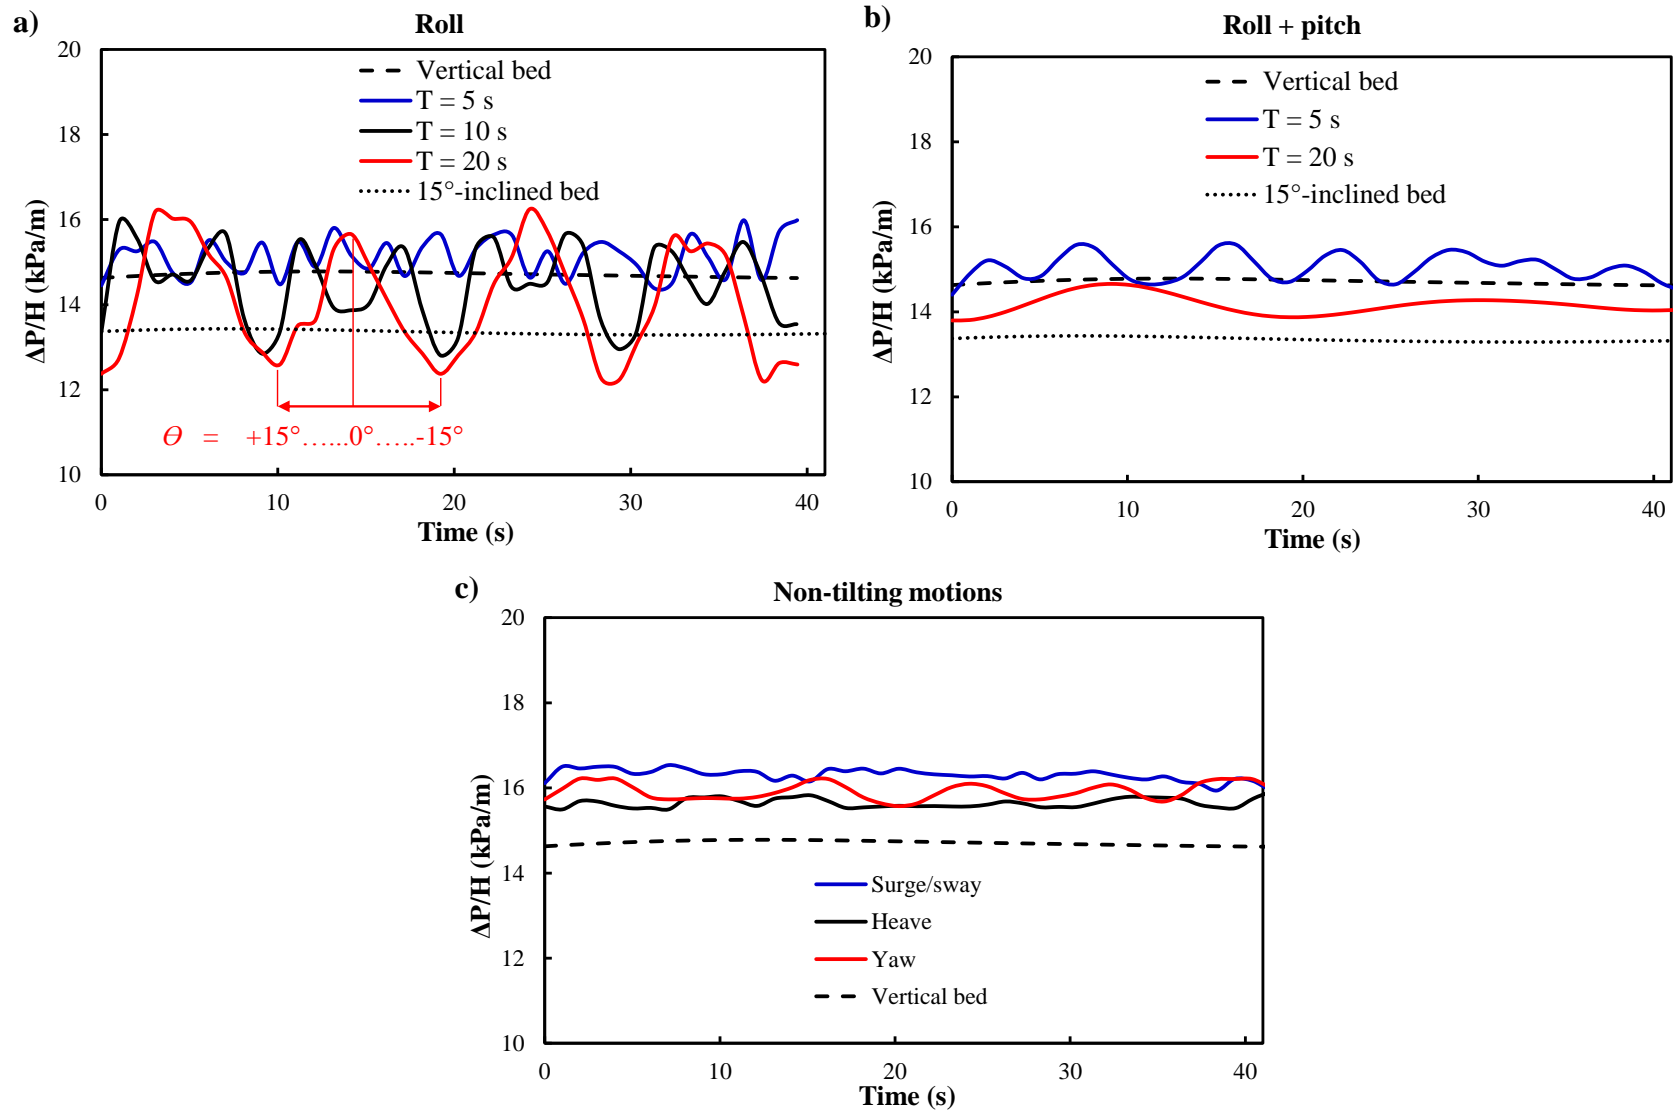 a)
Roll
20
18
16
14
12
10
ΔP/H (kPa/m)
Vertical bed
T = 5 s
T = 10 s
T = 20 s
15°-inclined bed
Θ = +15°…...0°…..-15°
0 10 20 30 40
Time (s)
b)
Roll + pitch
20
18
16
14
12
10
ΔP/H (kPa/m)
Vertical bed
T = 5 s
T = 20 s
15°-inclined bed
0 10 20 30 40
Time (s)
c)
Non-tilting motions
20
18
16
14
12
10
ΔP/H (kPa/m)
Surge/sway
Heave
Yaw
Vertical bed
0 10 20 30 40
Time (s)